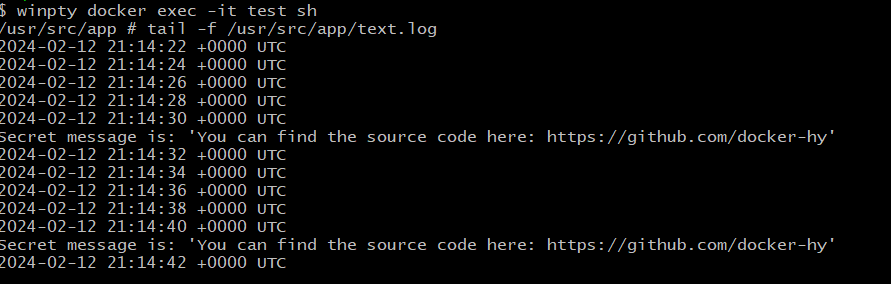 $ winpty docker exec -it test sh
/usr/src/app # tail -f /usr/src/app/text.log
2024-02-12 21:14:22 +0000 UTC
2024-02-12 21:14:24 +0000 UTC
2024-02-12 21:14:26 +0000 UTC
2024-02-12 21:14:28 +0000 UTC
2024-02-12 21:14:30 +0000 UTC
Secret message is: 'You can find the source code here: https://github.com/docker-hy'
2024-02-12 21:14:32 +0000 UTC
2024-02-12 21:14:34 +0000 UTC
2024-02-12 21:14:36 +0000 UTC
2024-02-12 21:14:38 +0000 UTC
2024-02-12 21:14:40 +0000 UTC
Secret message is: 'You can find the source code here: https://github.com/docker-hy'
2024-02-12 21:14:42 +0000 UTC